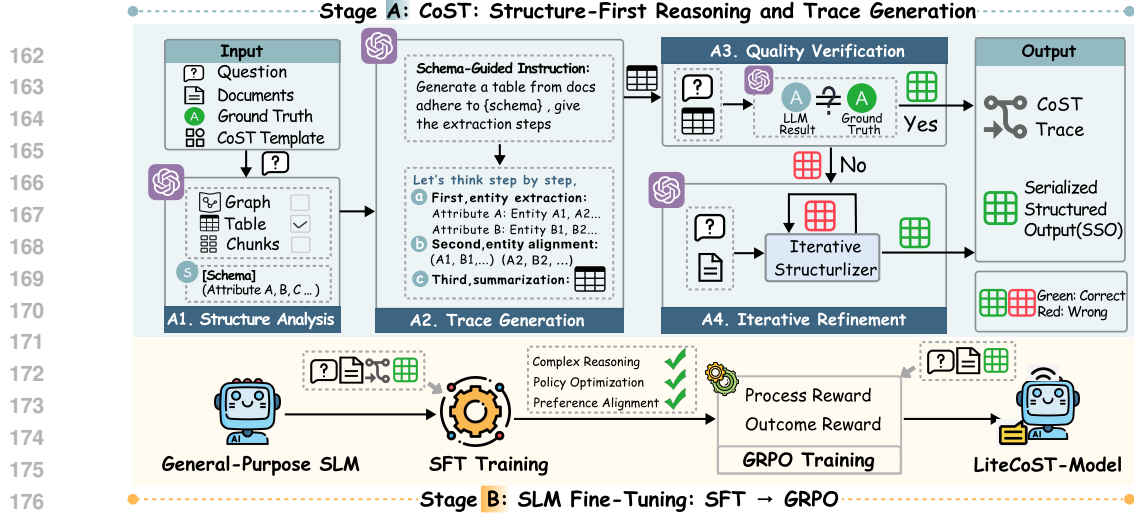 Stage A: CoST: Structure-First Reasoning and Trace Generation
162
163
164
165
166
167
168
169
170
171
172
173
174
175
176
Input
? Question
Documents
A Ground Truth
CoST Template
?
Graph
Table
Chunks
S [Schema]
(Attribute A, B, C... )
A1. Structure Analysis
Schema-Guided Instruction:
Generate a table from docs
adhere to {schema} , give
the extraction steps
Let's think step by step,
a First,entity extraction:
Attribute A: Entity A1, A2...
Attribute B: Entity B1, B2...
b Second,entity alignment:
(A1, B1,...) (A2, B2, ...)
c Third,summarization:
A2. Trace Generation
A3. Quality Verification
?
A =? A
LLM Result
Ground Truth
Yes
No
?
Iterative
Structurlizer
A4. Iterative Refinement
Output
CoST
Trace
Serialized
Structured
Output(SSO)
Green: Correct
Red: Wrong
?
Complex Reasoning
Policy Optimization
Preference Alignment
?
Process Reward
Outcome Reward
GRPO Training
AI
General-Purpose SLM
SFT Training
AI
LiteCoST-Model
Stage B: SLM Fine-Tuning: SFT → GRPO